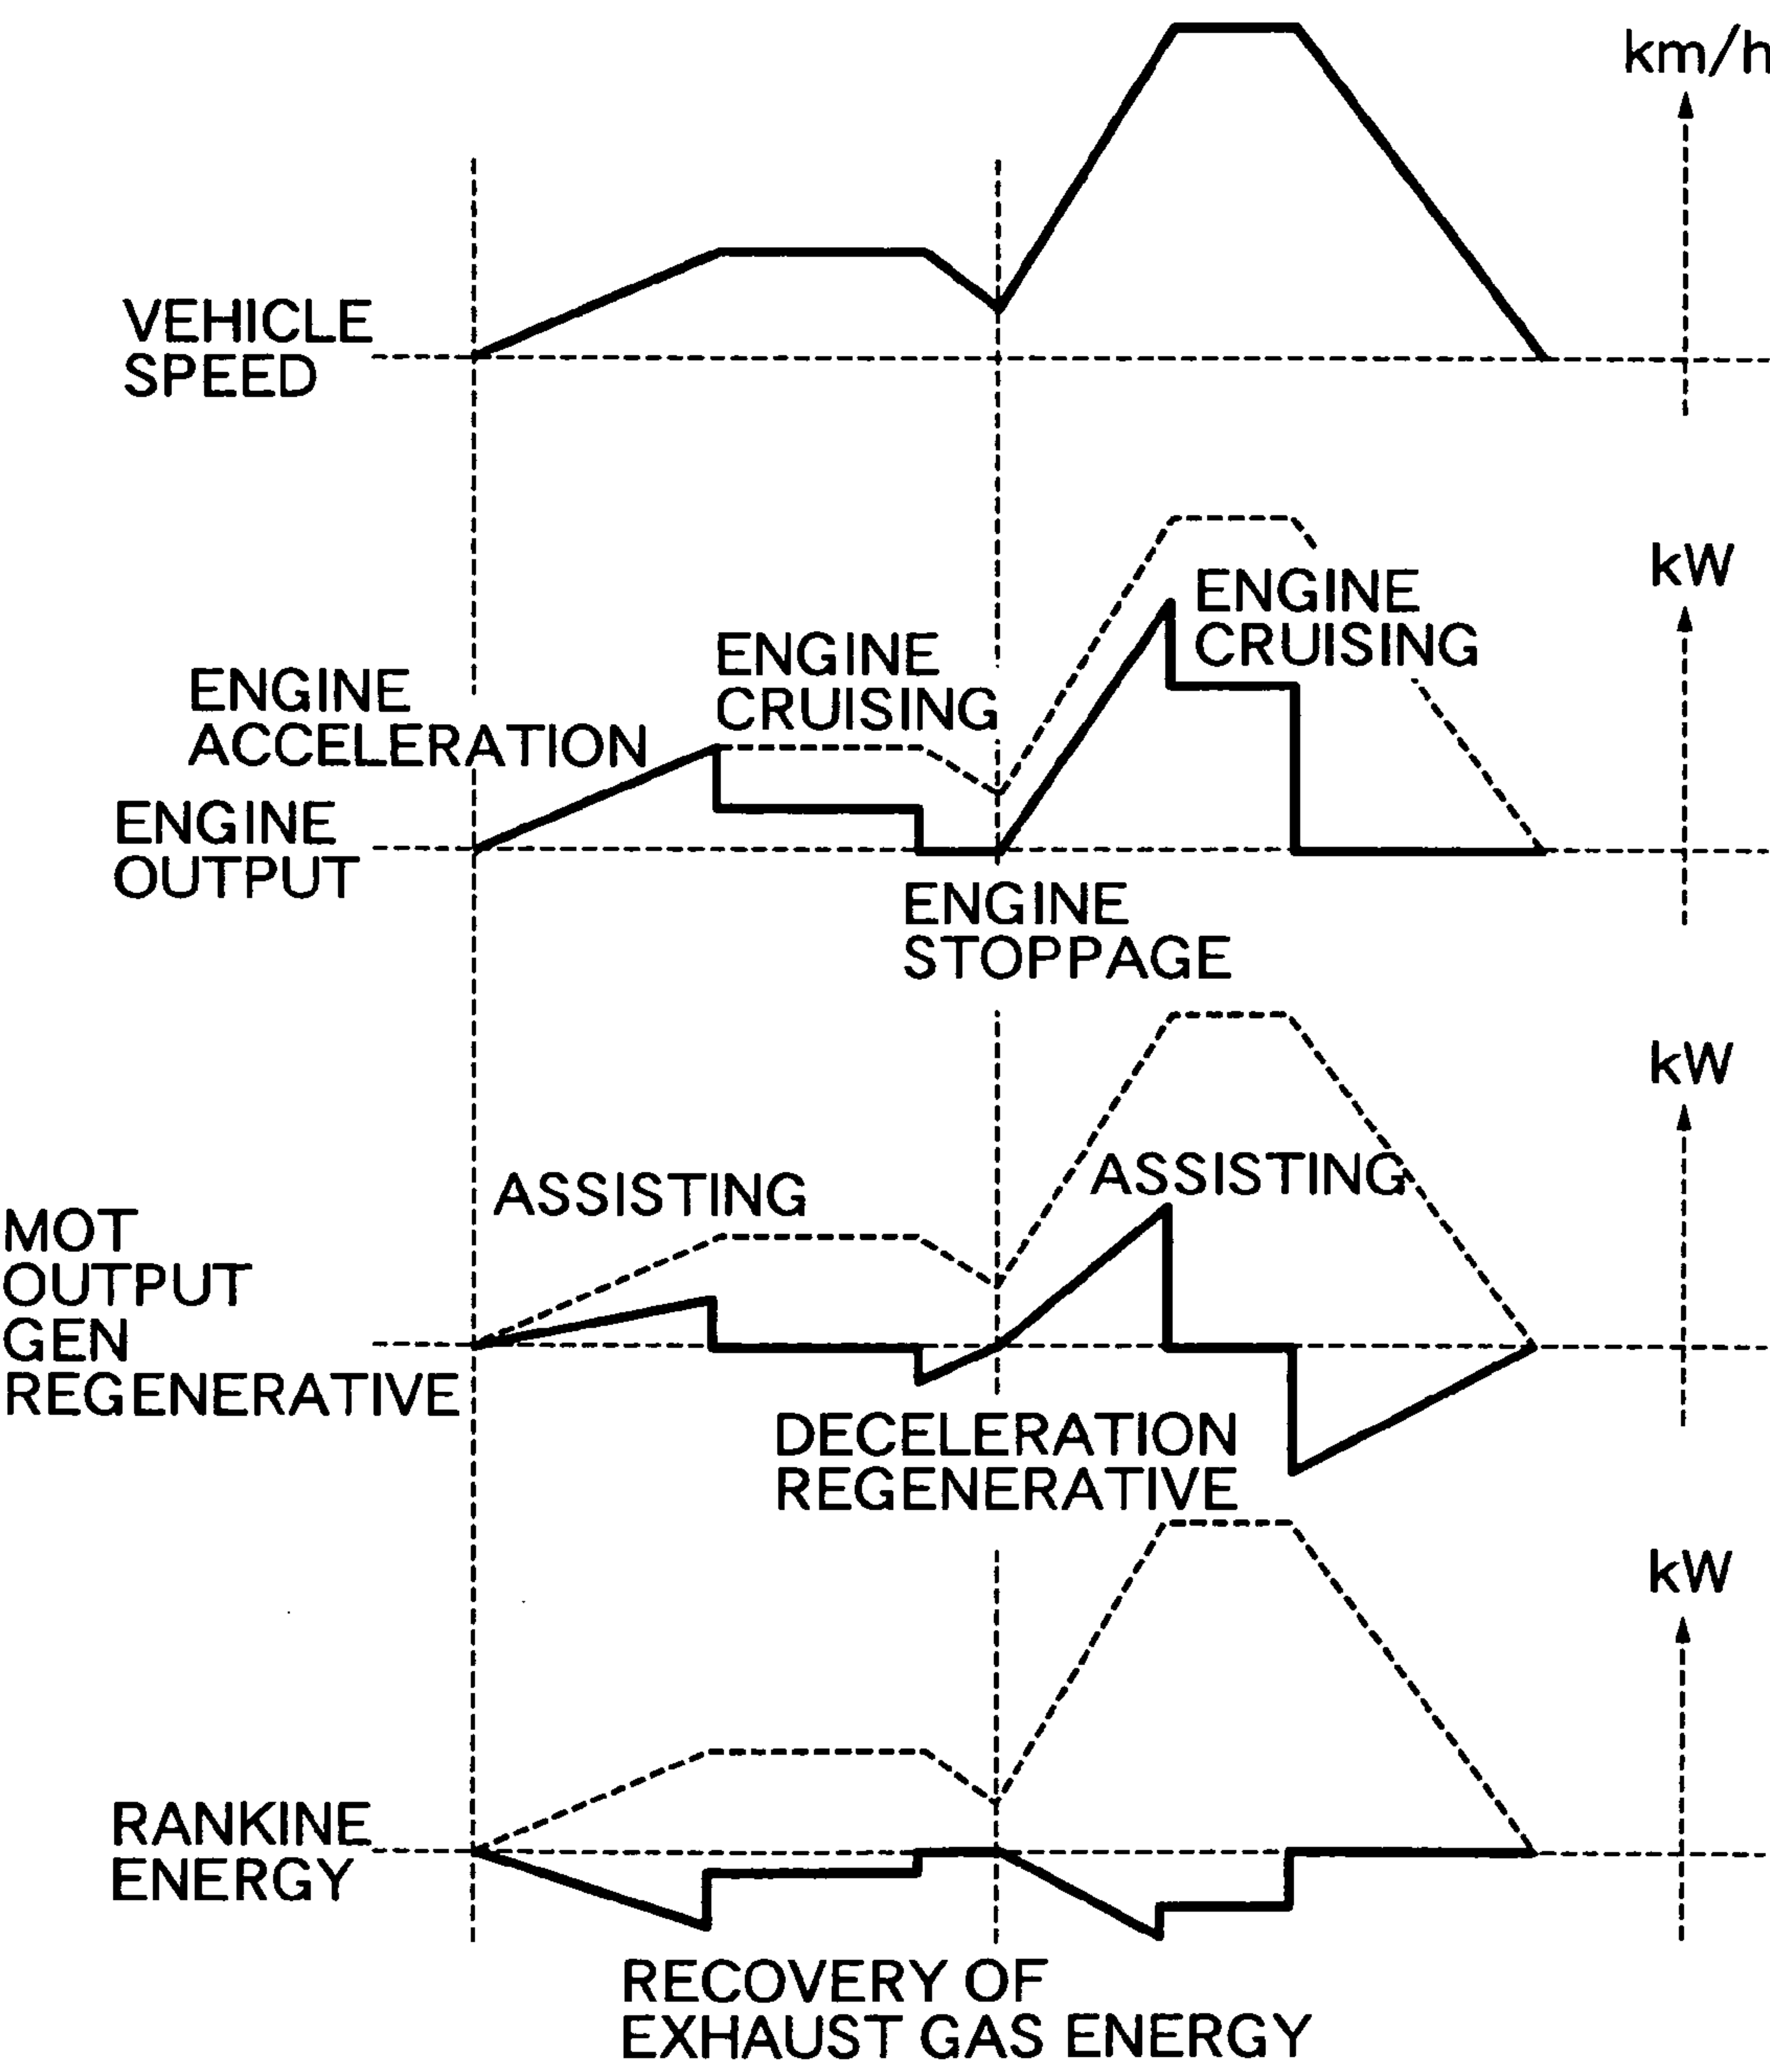 km/h
VEHICLE
SPEED
kW
ENGINE
CRUISING
ENGINE
CRUISING
ENGINE
ACCELERATION
ENGINE
OUTPUT
ENGINE
STOPPAGE
kW
ASSISTING
ASSISTING
MOT
OUTPUT
GEN
REGENERATIVE
DECELERATION
REGENERATIVE
kW
RANKINE
ENERGY
RECOVERY OF
EXHAUST GAS ENERGY